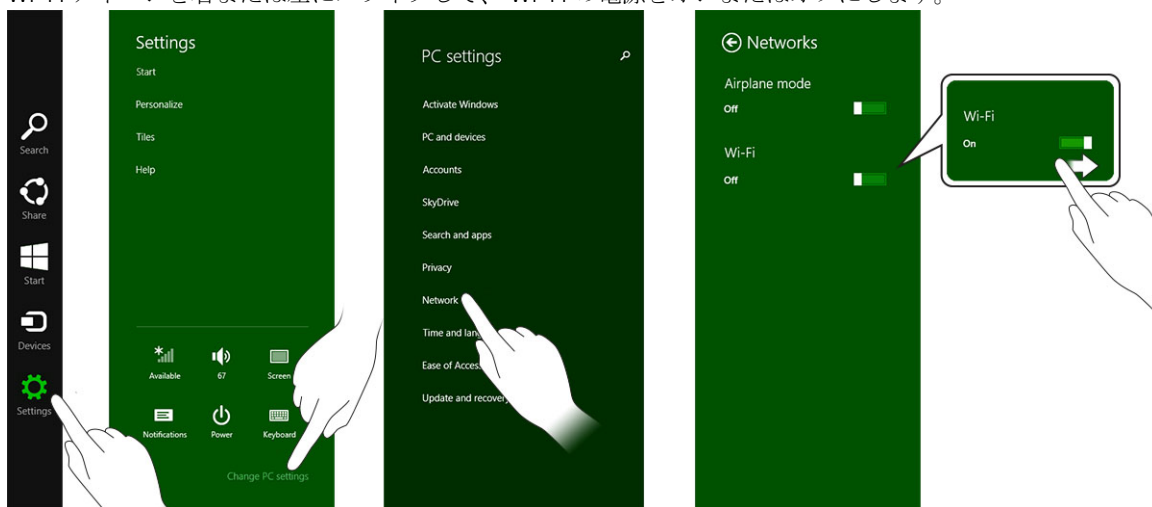 Search
Share
Start
Devices
Settings
Settings
Start
Personalize
Tiles
Help
Available
67
Screen
Notifications
Power
Keyboard
Change PC settings
PC settings
Activate Windows
PC and devices
Accounts
SkyDrive
Search and apps
Privacy
Network
Time and
Ease of
Update and recovery
Networks
Airplane mode
Off
Wi-Fi
Off
Wi-Fi
On